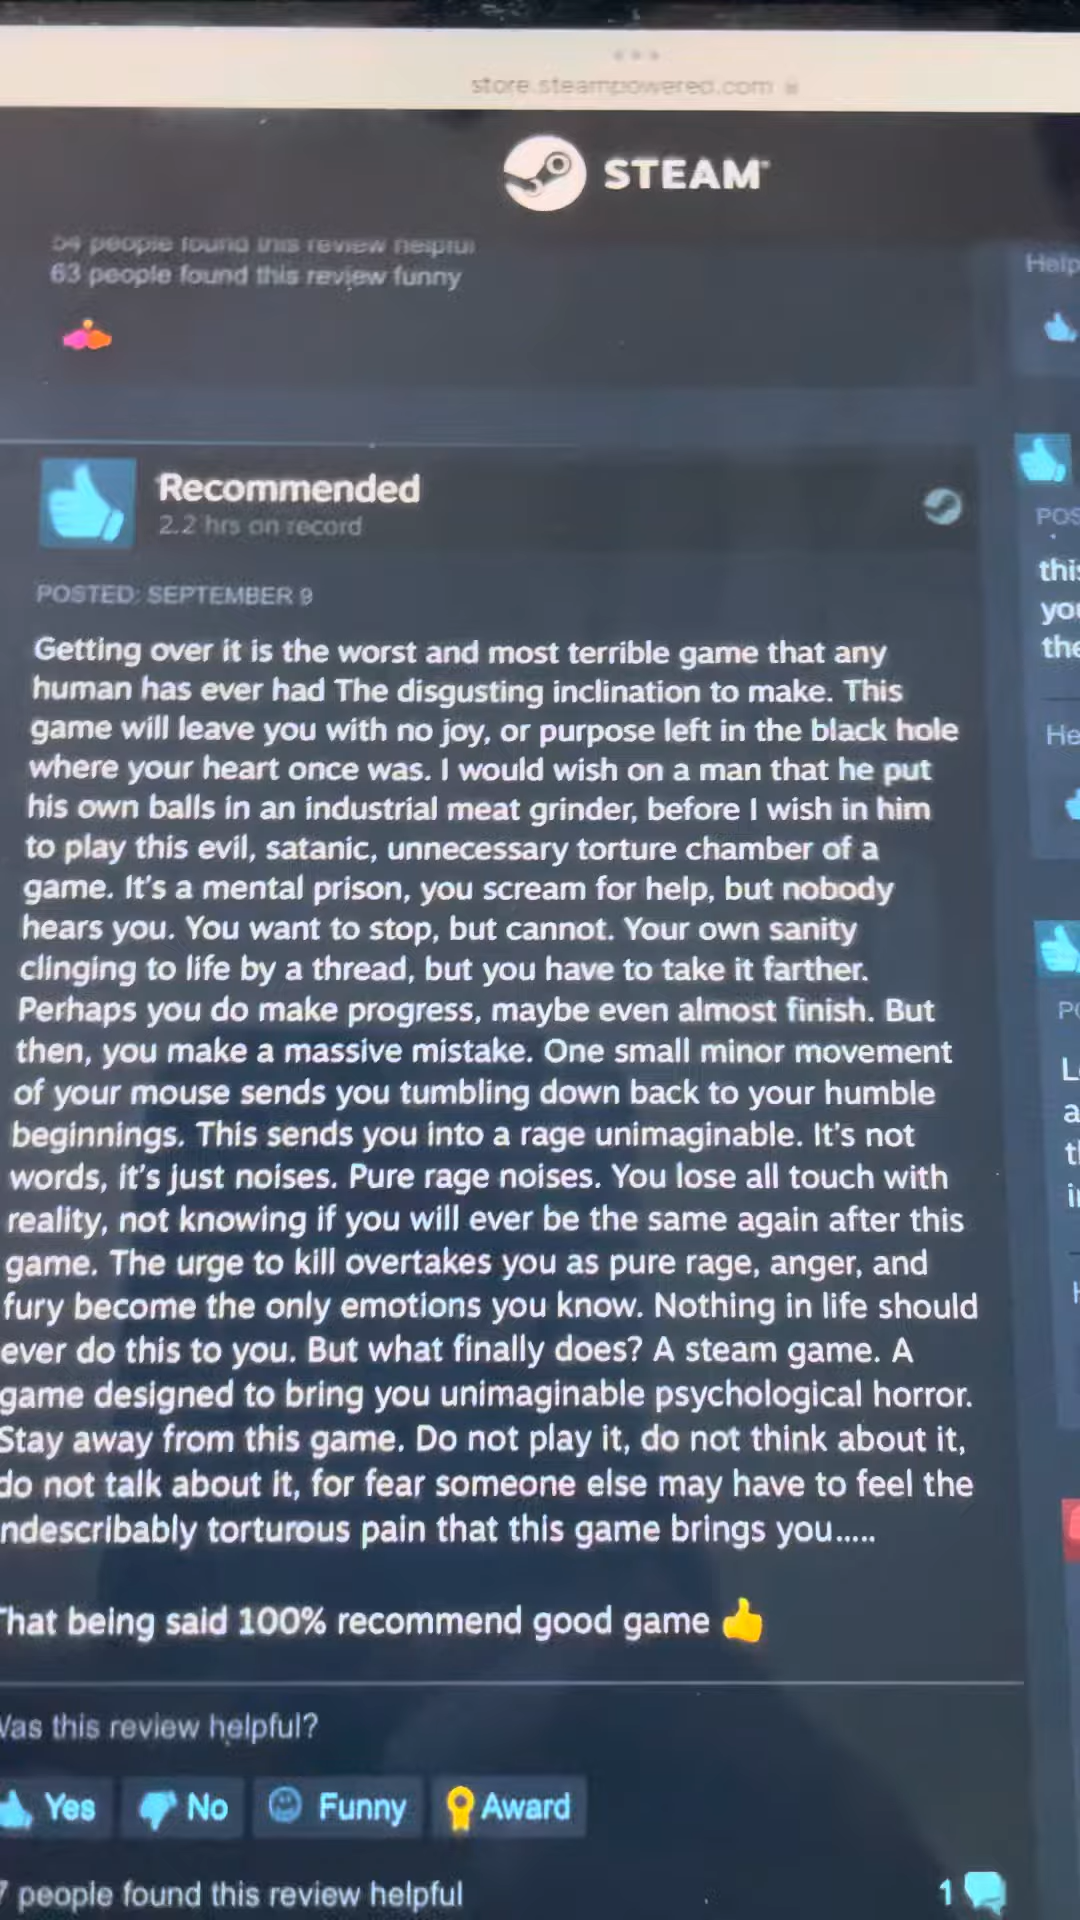 store.steampowered.com
STEAM
54 people found this review helpful
63 people found this review funny
Help
Recommended
2.2 hrs on record
POSTED: SEPTEMBER 9
Getting over it is the worst and most terrible game that any
human has ever had The disgusting inclination to make. This
game will leave you with no joy, or purpose left in the black hole
where your heart once was. I would wish on a man that he put
his own balls in an industrial meat grinder, before I wish in him
to play this evil, satanic, unnecessary torture chamber of a
game. It's a mental prison, you scream for help, but nobody
hears you. You want to stop, but cannot. Your own sanity
clinging to life by a thread, but you have to take it farther.
Perhaps you do make progress, maybe even almost finish. But
then, you make a massive mistake. One small minor movement
of your mouse sends you tumbling down back to your humble
beginnings. This sends you into a rage unimaginable. It's not
words, it's just noises. Pure rage noises. You lose all touch with
reality, not knowing if you will ever be the same again after this
game. The urge to kill overtakes you as pure rage, anger, and
fury become the only emotions you know. Nothing in life should
ever do this to you. But what finally does? A steam game. A
game designed to bring you unimaginable psychological horror.
Stay away from this game. Do not play it, do not think about it,
do not talk about it, for fear someone else may have to feel the
ndescribably torturous pain that this game brings you.....
That being said 100% recommend good game 👍
Was this review helpful?
Yes No Funny Award
7 people found this review helpful
1
POS
this
you
the
He
PO
L
a
t
i
H